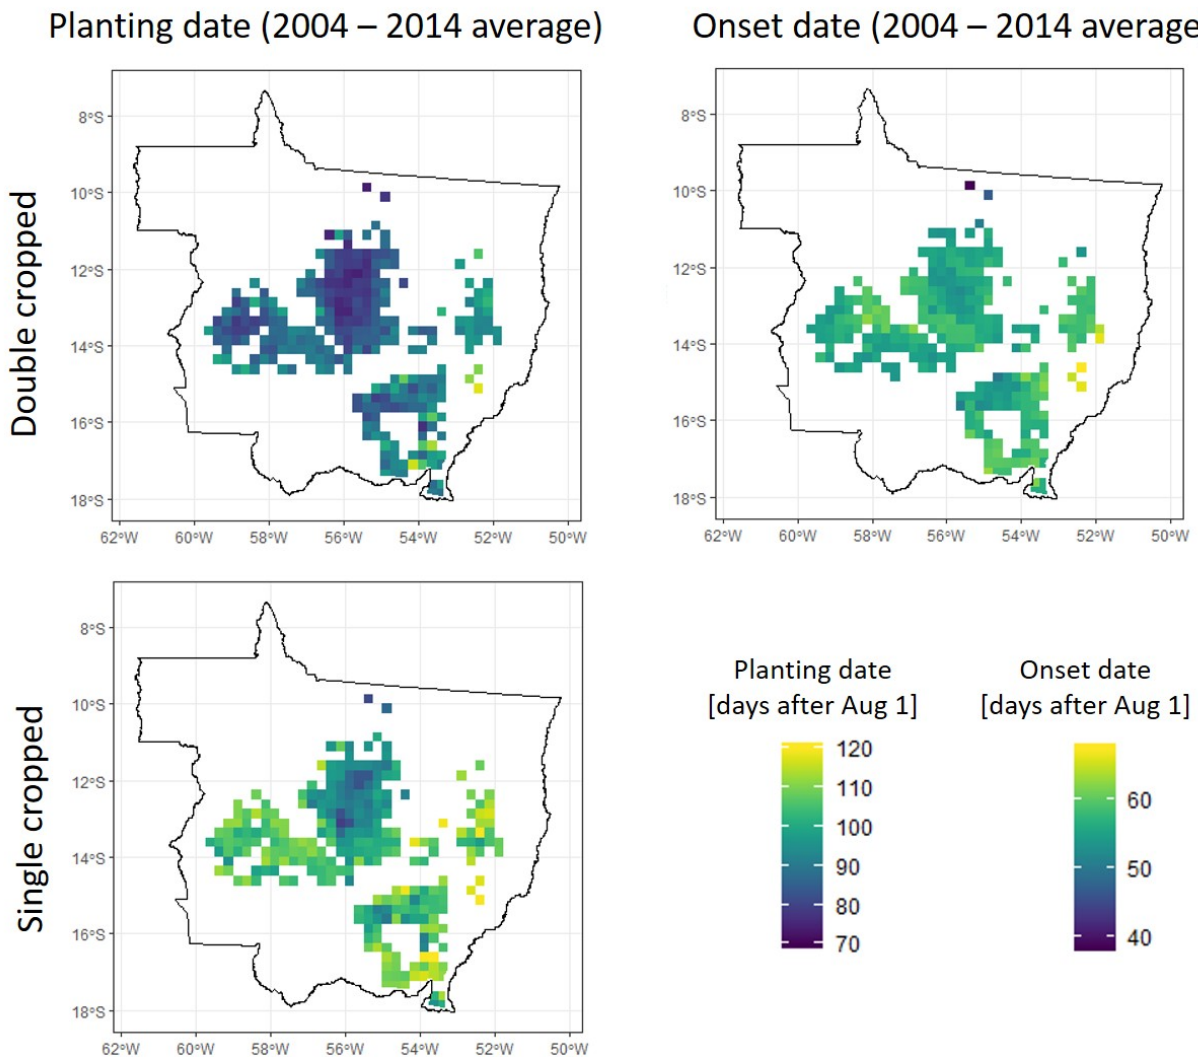 Planting date (2004 – 2014 average)
Onset date (2004 – 2014 average
Double cropped
8°S
10°S
12°S
14°S
16°S
18°S
62°W 60°W 58°W 56°W 54°W 52°W 50°W
8°S
10°S
12°S
14°S
16°S
18°S
62°W 60°W 58°W 56°W 54°W 52°W 50°W
Single cropped
8°S
10°S
12°S
14°S
16°S
18°S
62°W 60°W 58°W 56°W 54°W 52°W 50°W
Planting date
[days after Aug 1]
120
110
100
90
80
70
Onset date
[days after Aug 1]
60
50
40